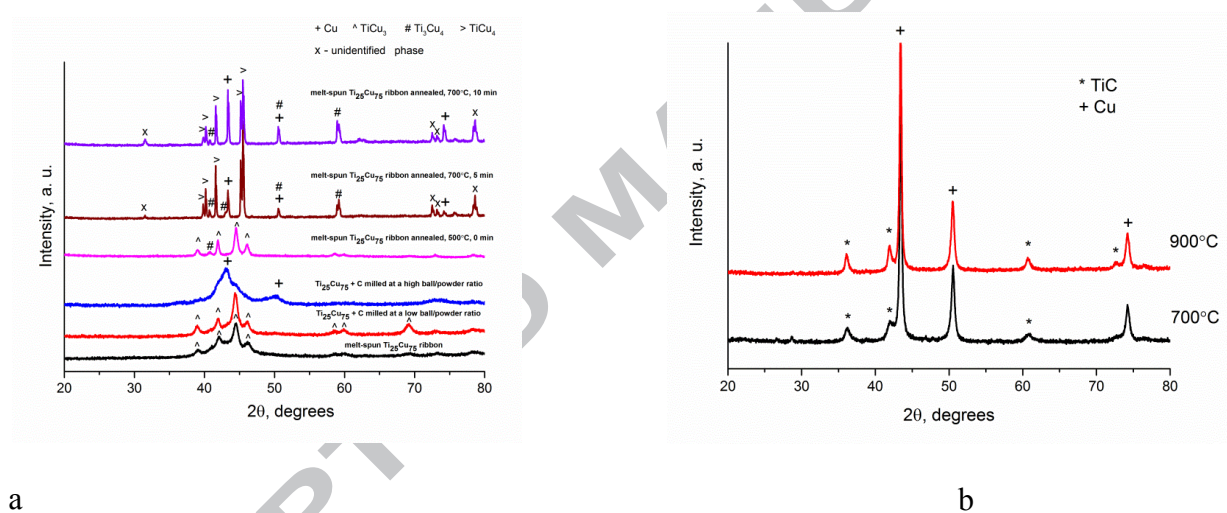 + Cu ^ TiCu₃ # Ti₃Cu₄ > TiCu₄
x - unidentified phase
melt-spun Ti₂₅Cu₇₅ ribbon annealed, 700°C, 10 min
melt-spun Ti₂₅Cu₇₅ ribbon annealed, 700°C, 5 min
melt-spun Ti₂₅Cu₇₅ ribbon annealed, 500°C, 0 min
Ti₂₅Cu₇₅ + C milled at a high ball/powder ratio
Ti₂₅Cu₇₅ + C milled at a low ball/powder ratio
melt-spun Ti₂₅Cu₇₅ ribbon
Intensity, a. u.
20 30 40 50 60 70 80
2θ, degrees
a
* TiC
+ Cu
900°C
700°C
Intensity, a. u.
20 30 40 50 60 70 80
2θ, degrees
b